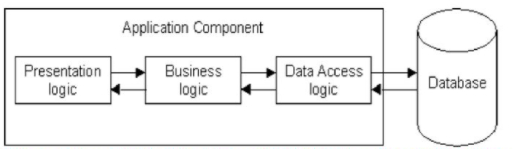 Application Component
Presentation
logic
Business
logic
Data Access
logic
Database